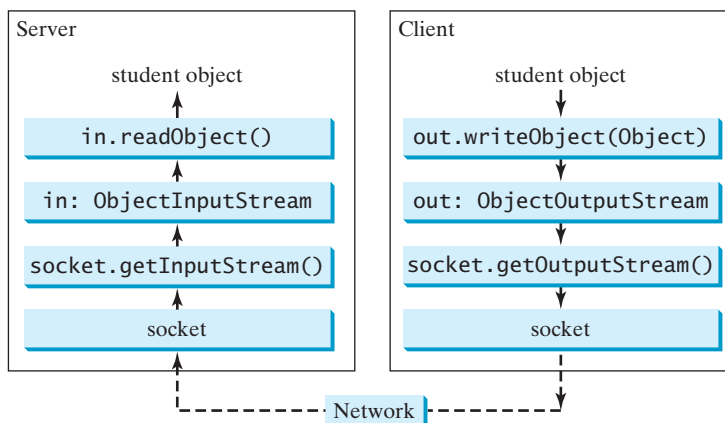 Server
student object
in.readObject()
in: ObjectInputStream
socket.getInputStream()
socket
Client
student object
out.writeObject(Object)
out: ObjectOutputStream
socket.getOutputStream()
socket
Network